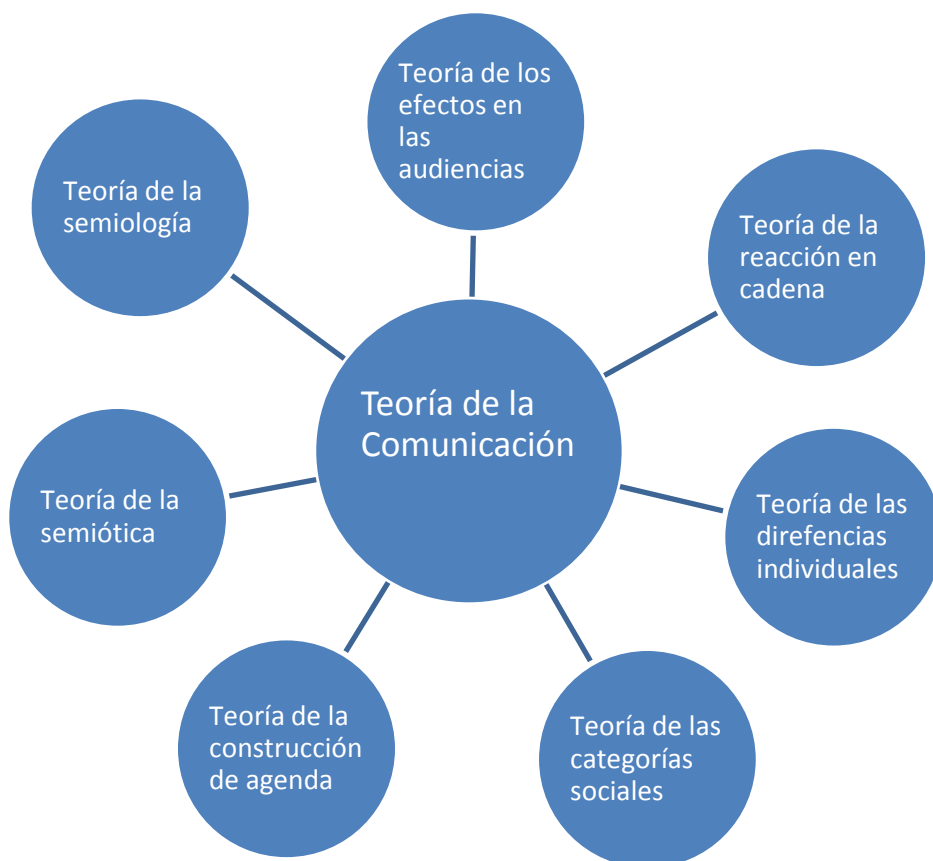 Teoría de los
efectos en
las
audiencias
Teoría de la
reacción en
cadena
Teoría de las
direfencias
individuales
Teoría de las
categorías
sociales
Teoría de la
construcción
de agenda
Teoría de la
semiótica
Teoría de la
semiología
Teoría de la
Comunicación